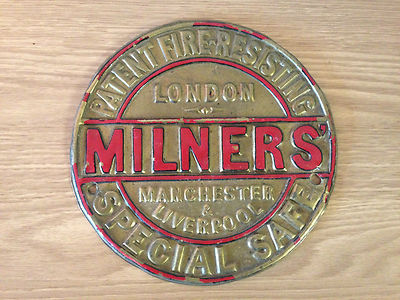 PATENT FIRE-RESISTING
LONDON
MILNERS'
MANCHESTER
&
LIVERPOOL
SPECIAL SAFE